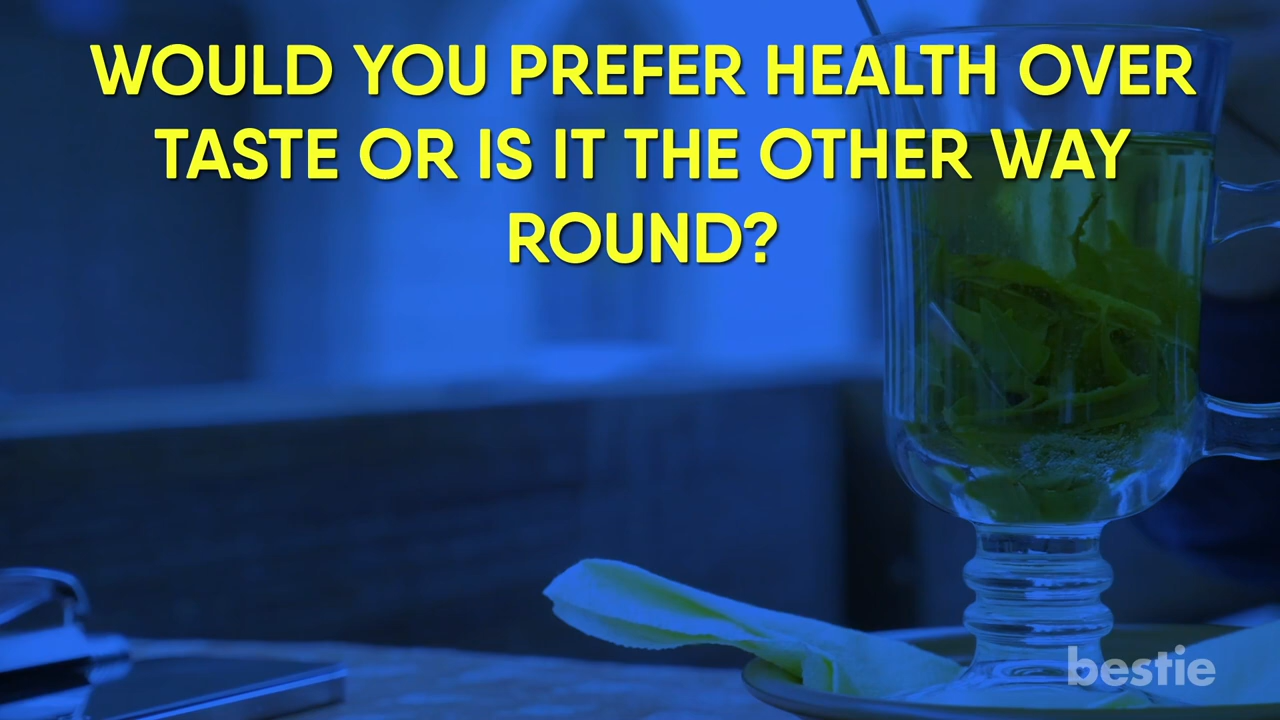 WOULD YOU PREFER HEALTH OVER
TASTE OR IS IT THE OTHER WAY
ROUND?
bestie